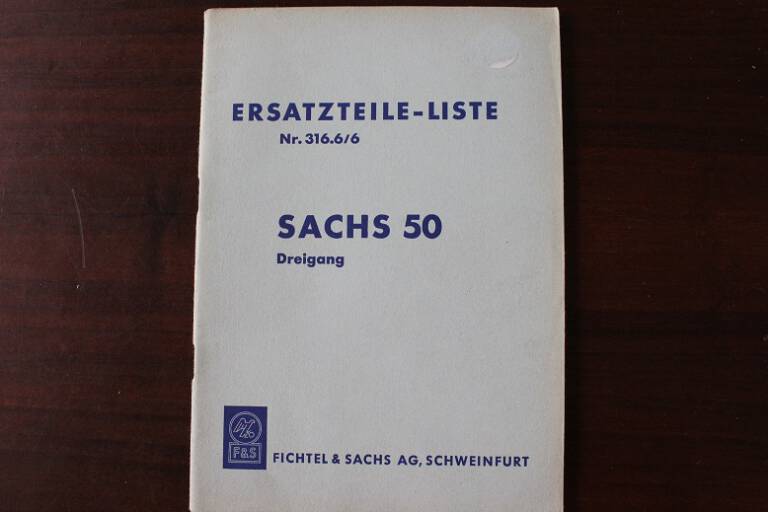 ERSATZTEILE-LISTE
Nr. 316.6/6
SACHS 50
Dreigang
F&S
FICHTEL & SACHS AG, SCHWEINFURT